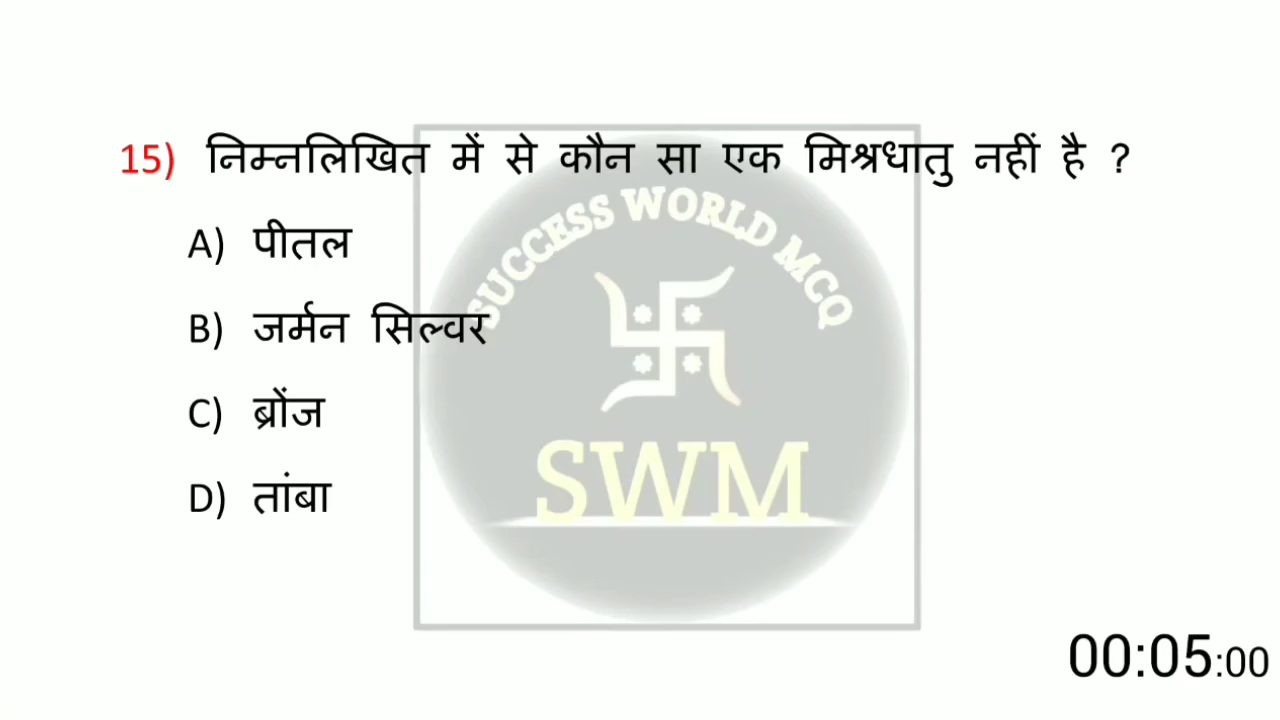 15) निम्नलिखित में से कौन सा एक मिश्रधातु नहीं है ?
A) पीतल
B) जर्मन सिल्वर
C) ब्रोंज
D) तांबा
SUCCESS WORLD MCQ
SWM
00:05:00